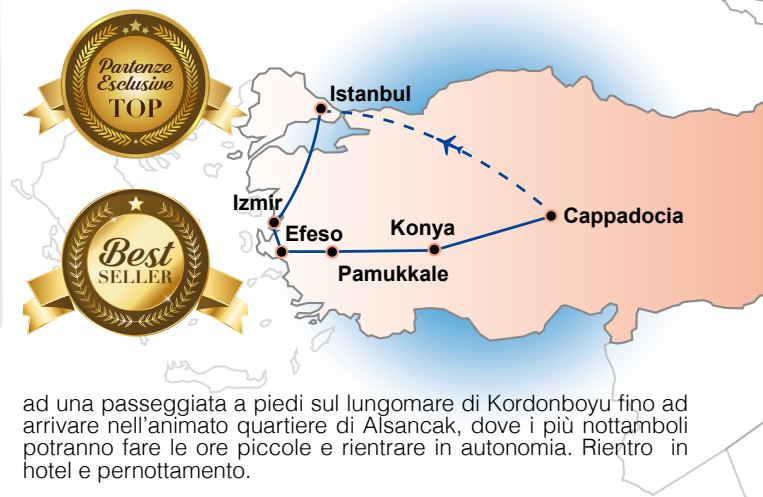 Partenze
Esclusive
TOP
Istanbul
Izmir
Efeso
Konya
Cappadocia
Pamukkale
Best
SELLER
ad una passeggiata a piedi sul lungomare di Kordonboyu fino ad
arrivare nell'animato quartiere di Alsancak, dove i più nottamboli
potranno fare le ore piccole e rientrare in autonomia. Rientro in
hotel e pernottamento.